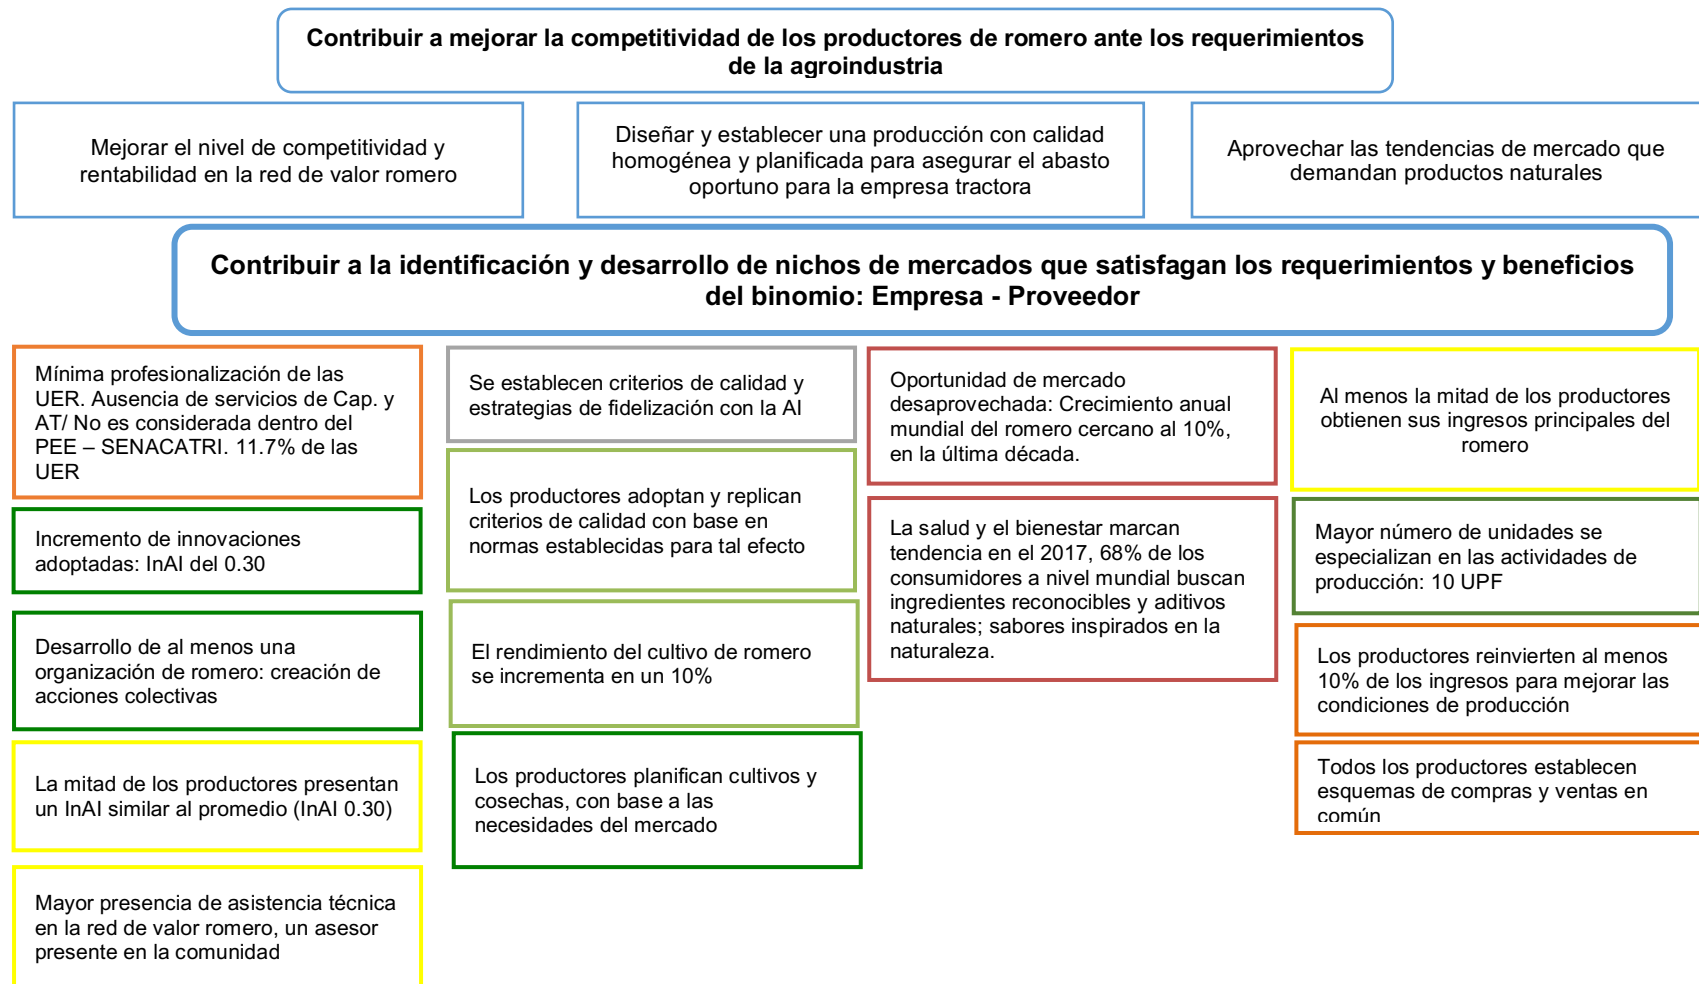 Contribuir a mejorar la competitividad de los productores de romero ante los requerimientos
de la agroindustria
Mejorar el nivel de competitividad y
rentabilidad en la red de valor romero
Diseñar y establecer una producción con calidad
homogénea y planificada para asegurar el abasto
oportuno para la empresa tractora
Aprovechar las tendencias de mercado que
demandan productos naturales
Contribuir a la identificación y desarrollo de nichos de mercados que satisfagan los requerimientos y beneficios
del binomio: Empresa - Proveedor
Mínima profesionalización de las
UER. Ausencia de servicios de Cap. y
AT/ No es considerada dentro del
PEE – SENACATRI. 11.7% de las
UER
Incremento de innovaciones
adoptadas: InAI del 0.30
Desarrollo de al menos una
organización de romero: creación de
acciones colectivas
La mitad de los productores presentan
un InAI similar al promedio (InAI 0.30)
Mayor presencia de asistencia técnica
en la red de valor romero, un asesor
presente en la comunidad
Se establecen criterios de calidad y
estrategias de fidelización con la AI
Los productores adoptan y replican
criterios de calidad con base en
normas establecidas para tal efecto
El rendimiento del cultivo de romero
se incrementa en un 10%
Los productores planifican cultivos y
cosechas, con base a las
necesidades del mercado
Oportunidad de mercado
desaprovechada: Crecimiento anual
mundial del romero cercano al 10%,
en la última década.
La salud y el bienestar marcan
tendencia en el 2017, 68% de los
consumidores a nivel mundial buscan
ingredientes reconocibles y aditivos
naturales; sabores inspirados en la
naturaleza.
Al menos la mitad de los productores
obtienen sus ingresos principales del
romero
Mayor número de unidades se
especializan en las actividades de
producción: 10 UPF
Los productores reinvierten al menos
10% de los ingresos para mejorar las
condiciones de producción
Todos los productores establecen
esquemas de compras y ventas en
común